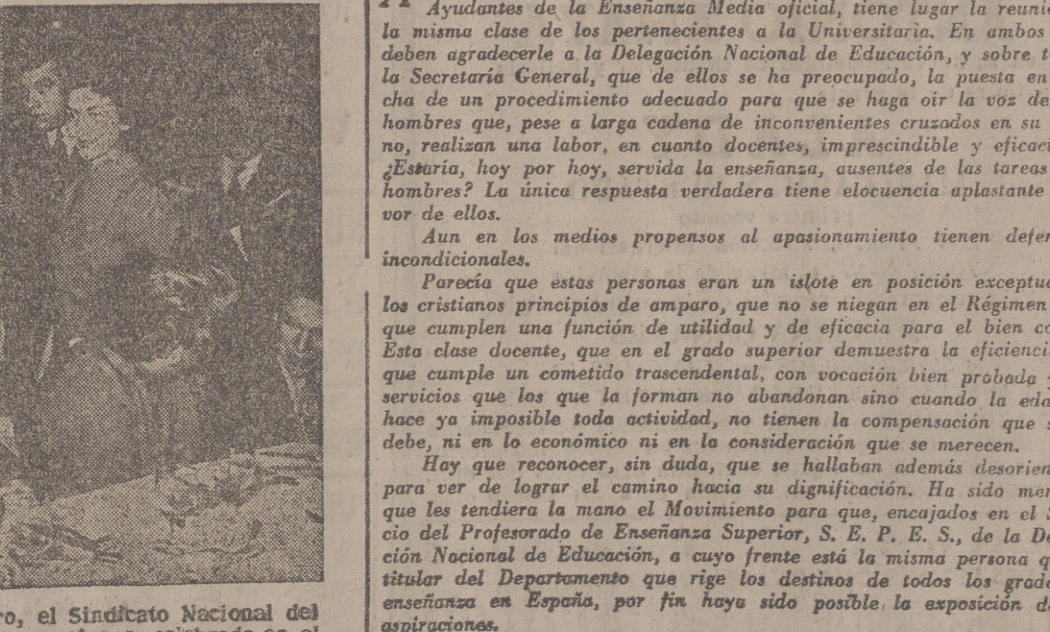 Ayudantes de la Enseñanza Media oficial, tiene lugar la reuni
la misma clase de los pertenecientes a la Universitaria. En ambos
deben agradecerle a la Delegación Nacional de Educación, y sobre t
la Secretaría General, que de ellos se ha preocupado, la puesta en
cha de un procedimiento adecuado para que se haga oír la voz de
hombres que, pese a larga cadena de inconvenientes cruzados en su
no, realizan una labor, en cuanto docentes, imprescindible y eficac
¿Estaría, hoy por hoy, servida la enseñanza, ausentes de las tareas
hombres? La única respuesta verdadera tiene elocuencia aplastante
vor de ellos.
Aun en los medios propensos al apasionamiento tienen defen
incondicionales.
Parecía que estas personas eran un islote en posición exceptu
los cristianos principios de amparo, que no se niegan en el Régimen
que cumplen una función de utilidad y de eficacia para el bien co
Esta clase docente, que en el grado superior demuestra la eficienci
que cumple un cometido trascendental, con vocación bien probada
servicios que los que la forman no abandonan sino cuando la eda
hace ya imposible toda actividad, no tienen la compensación que s
debe, ni en lo económico ni en la consideración que se merecen.
Hay que reconocer, sin duda, que se hallaban además desorien
para ver de lograr el camino hacia su dignificación. Ha sido men
que les tendiera la mano el Movimiento para que, encajados en el S
cio del Profesorado de Enseñanza Superior, S. E. P. E. S., de la De
ción Nacional de Educación, a cuyo frente está la misma persona q
titular del Departamento que rige los destinos de todos los grado
enseñanza en España, por fin haya sido posible la exposición de
aspiraciones.
ro, el Sindicato Nacional del